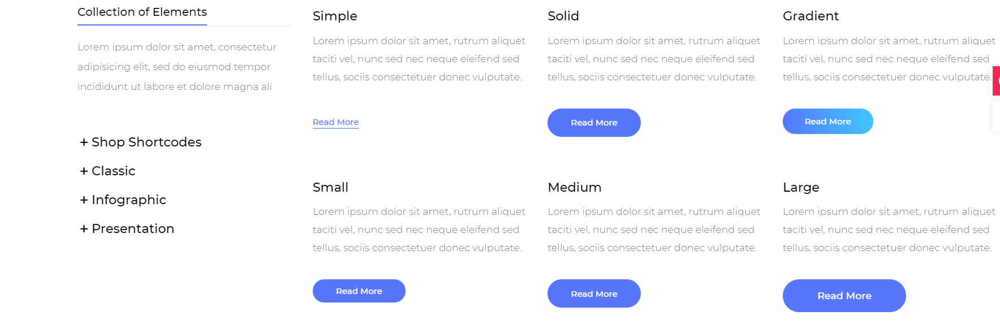 Collection of Elements
Lorem ipsum dolor sit amet, consectetur
adipisicing elit, sed do eiusmod tempor
incididunt ut labore et dolore magna ali
+ Shop Shortcodes
+ Classic
+ Infographic
+ Presentation
Simple
Lorem ipsum dolor sit amet, rutrum aliquet
taciti vel, nunc sed nec neque eleifend sed
tellus, sociis consectetuer donec vulputate.
Read More
Solid
Lorem ipsum dolor sit amet, rutrum aliquet
taciti vel, nunc sed nec neque eleifend sed
tellus, sociis consectetuer donec vulputate.
Read More
Gradient
Lorem ipsum dolor sit amet, rutrum aliquet
taciti vel, nunc sed nec neque eleifend sed
tellus, sociis consectetuer donec vulputate.
Read More
Small
Lorem ipsum dolor sit amet, rutrum aliquet
taciti vel, nunc sed nec neque eleifend sed
tellus, sociis consectetuer donec vulputate.
Read More
Medium
Lorem ipsum dolor sit amet, rutrum aliquet
taciti vel, nunc sed nec neque eleifend sed
tellus, sociis consectetuer donec vulputate.
Read More
Large
Lorem ipsum dolor sit amet, rutrum aliquet
taciti vel, nunc sed nec neque eleifend sed
tellus, sociis consectetuer donec vulputate.
Read More